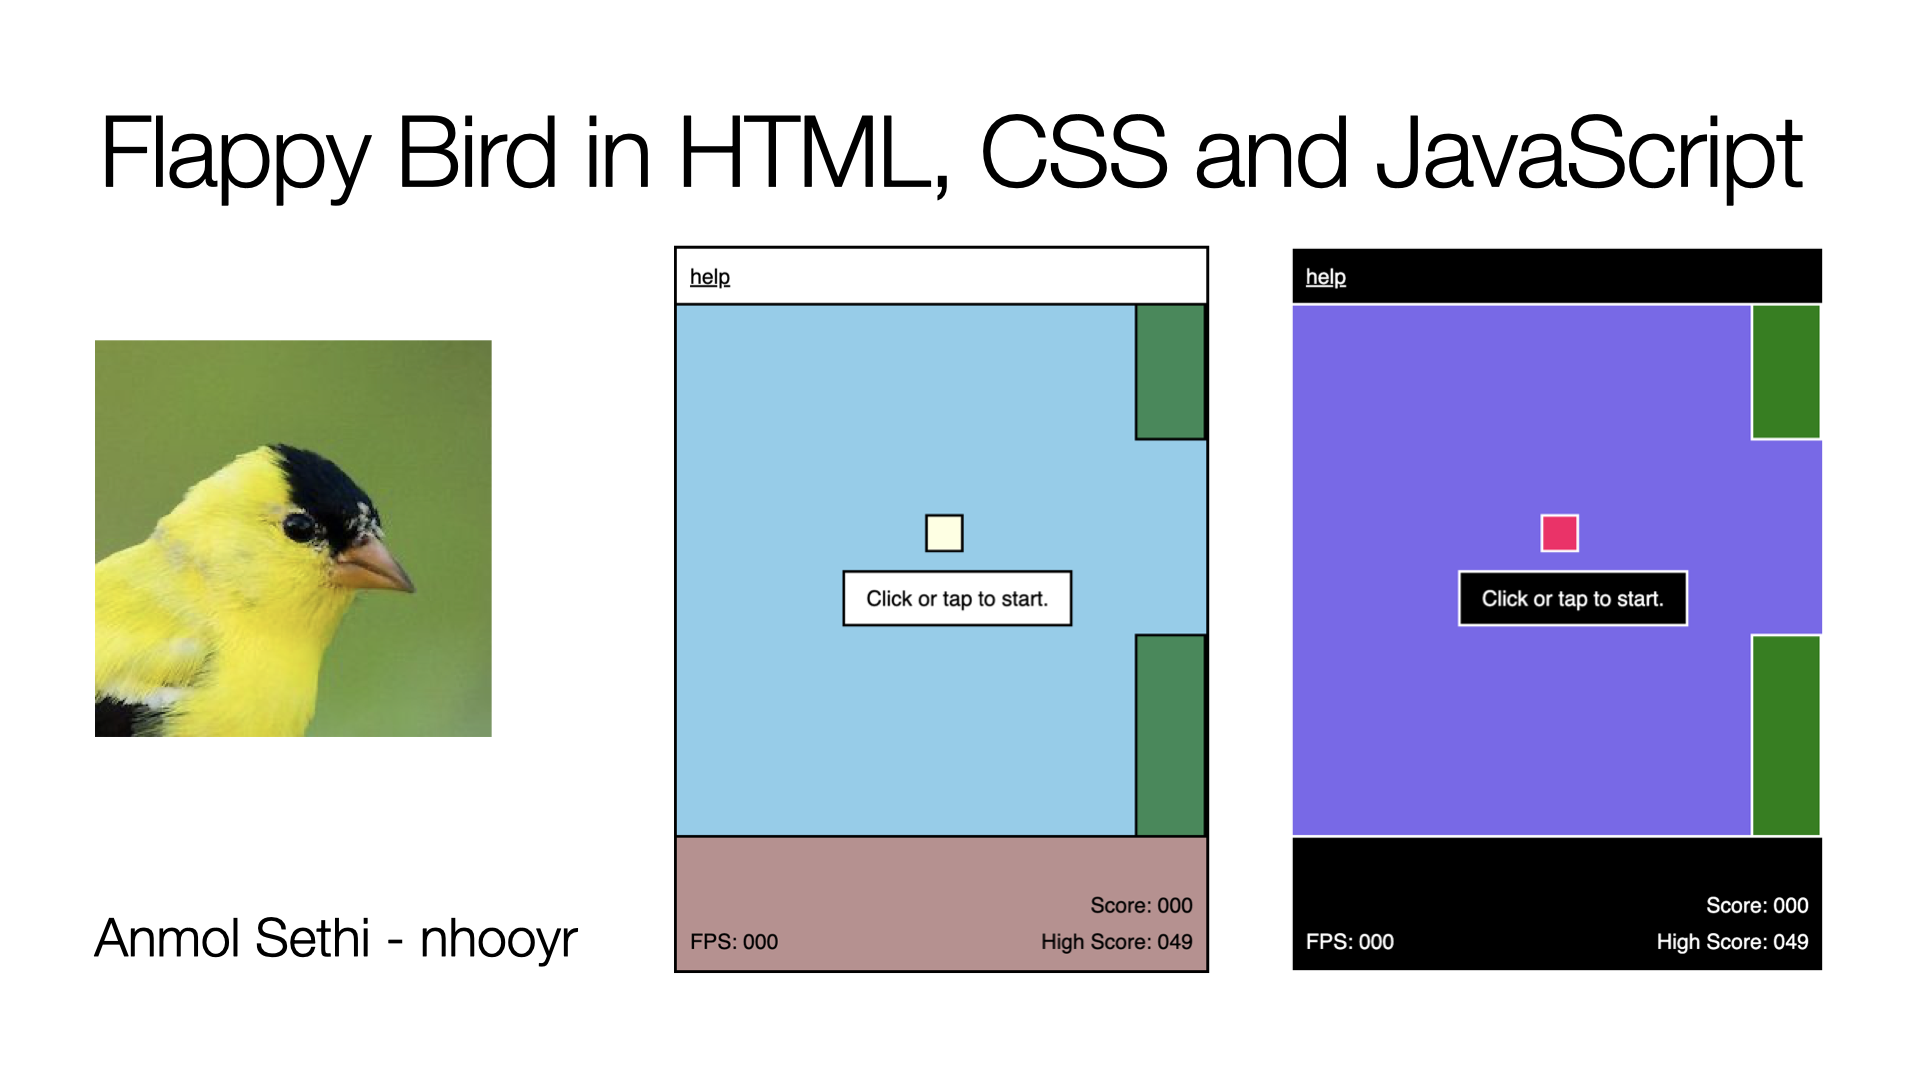 Flappy Bird in HTML, CSS and JavaScript
help
Click or tap to start.
Score: 000
FPS: 000
High Score: 049
help
Click or tap to start.
Score: 000
FPS: 000
High Score: 049
Anmol Sethi - nhooyr